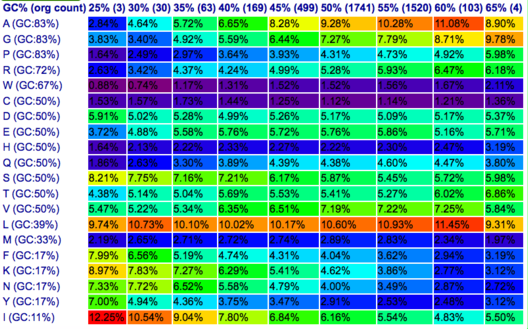 GC% (org count) 25% (3) 30% (30) 35% (63) 40% (169) 45% (499) 50% (1741) 55% (1520) 60% (103) 65% (4)
A (GC:83%) 2.84% 4.64% 5.72% 6.65% 8.28% 9.28% 10.28% 11.08% 8.90%
G (GC:83%) 3.83% 3.40% 4.92% 5.59% 6.44% 7.27% 7.79% 8.71% 9.78%
P (GC:83%) 1.64% 2.49% 2.97% 3.64% 3.93% 4.31% 4.73% 4.92% 5.98%
R (GC:72%) 3.42% 4.37% 4.24% 4.99% 5.28% 5.93% 6.47% 6.18%
W (GC:67%) 0.88% 0.74% 1.17% 1.31% 1.52% 1.52% 1.56% 1.67% 2.11%
C (GC:50%) 1.53% 1.57% 1.73% 1.44% 1.25% 1.12% 1.14% 1.21% 1.36%
D (GC:50%) 5.91% 5.02% 5.28% 4.99% 5.26% 5.17% 5.09% 5.17% 5.37%
E (GC:50%) 3.72% 4.88% 5.58% 5.76% 5.72% 5.76% 5.86% 5.16% 5.71%
H (GC:50%) 1.64% 2.13% 2.22% 2.33% 2.27% 2.22% 2.30% 2.47% 3.19%
Q (GC:50%) 1.86% 2.63% 3.30% 3.89% 4.39% 4.38% 4.60% 4.47% 3.80%
S (GC:50%) 8.21% 7.75% 7.16% 7.21% 6.17% 5.87% 5.45% 5.72% 5.98%
T (GC:50%) 4.38% 5.14% 5.04% 5.69% 5.53% 5.41% 5.27% 6.02% 6.86%
V (GC:50%) 5.47% 5.22% 5.34% 6.35% 6.51% 7.19% 7.22% 7.25% 5.84%
L (GC:39%) 9.74% 10.73% 10.10% 10.02% 10.17% 10.60% 10.93% 11.45% 9.31%
M (GC:33%) 2.19% 2.71% 2.72% 2.74% 2.89% 2.83% 2.34% 1.97%
F (GC:17%) 7.99% 6.56% 5.19% 4.74% 4.31% 4.04% 3.62% 2.94% 3.19%
K (GC:17%) 8.97% 7.83% 7.27% 6.29% 5.41% 4.62% 3.86% 2.77% 3.12%
N (GC:17%) 7.33% 7.72% 6.52% 5.58% 4.79% 4.00% 3.49% 2.87% 2.72%
Y (GC:17%) 7.00% 4.94% 4.36% 3.75% 3.47% 2.91% 2.53% 2.46% 3.12%
I (GC:11%) 12.25% 10.54% 9.04% 7.80% 6.84% 6.16% 5.54% 4.83% 5.50%